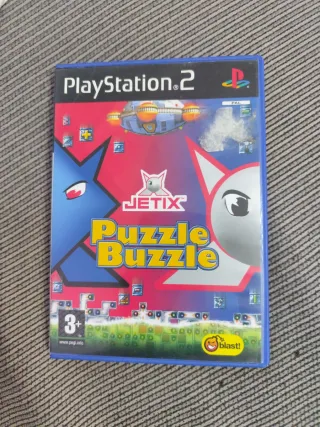 PlayStation®2
JETIX
Puzzle
Buzzle
3+
www.pegi.info
blast!